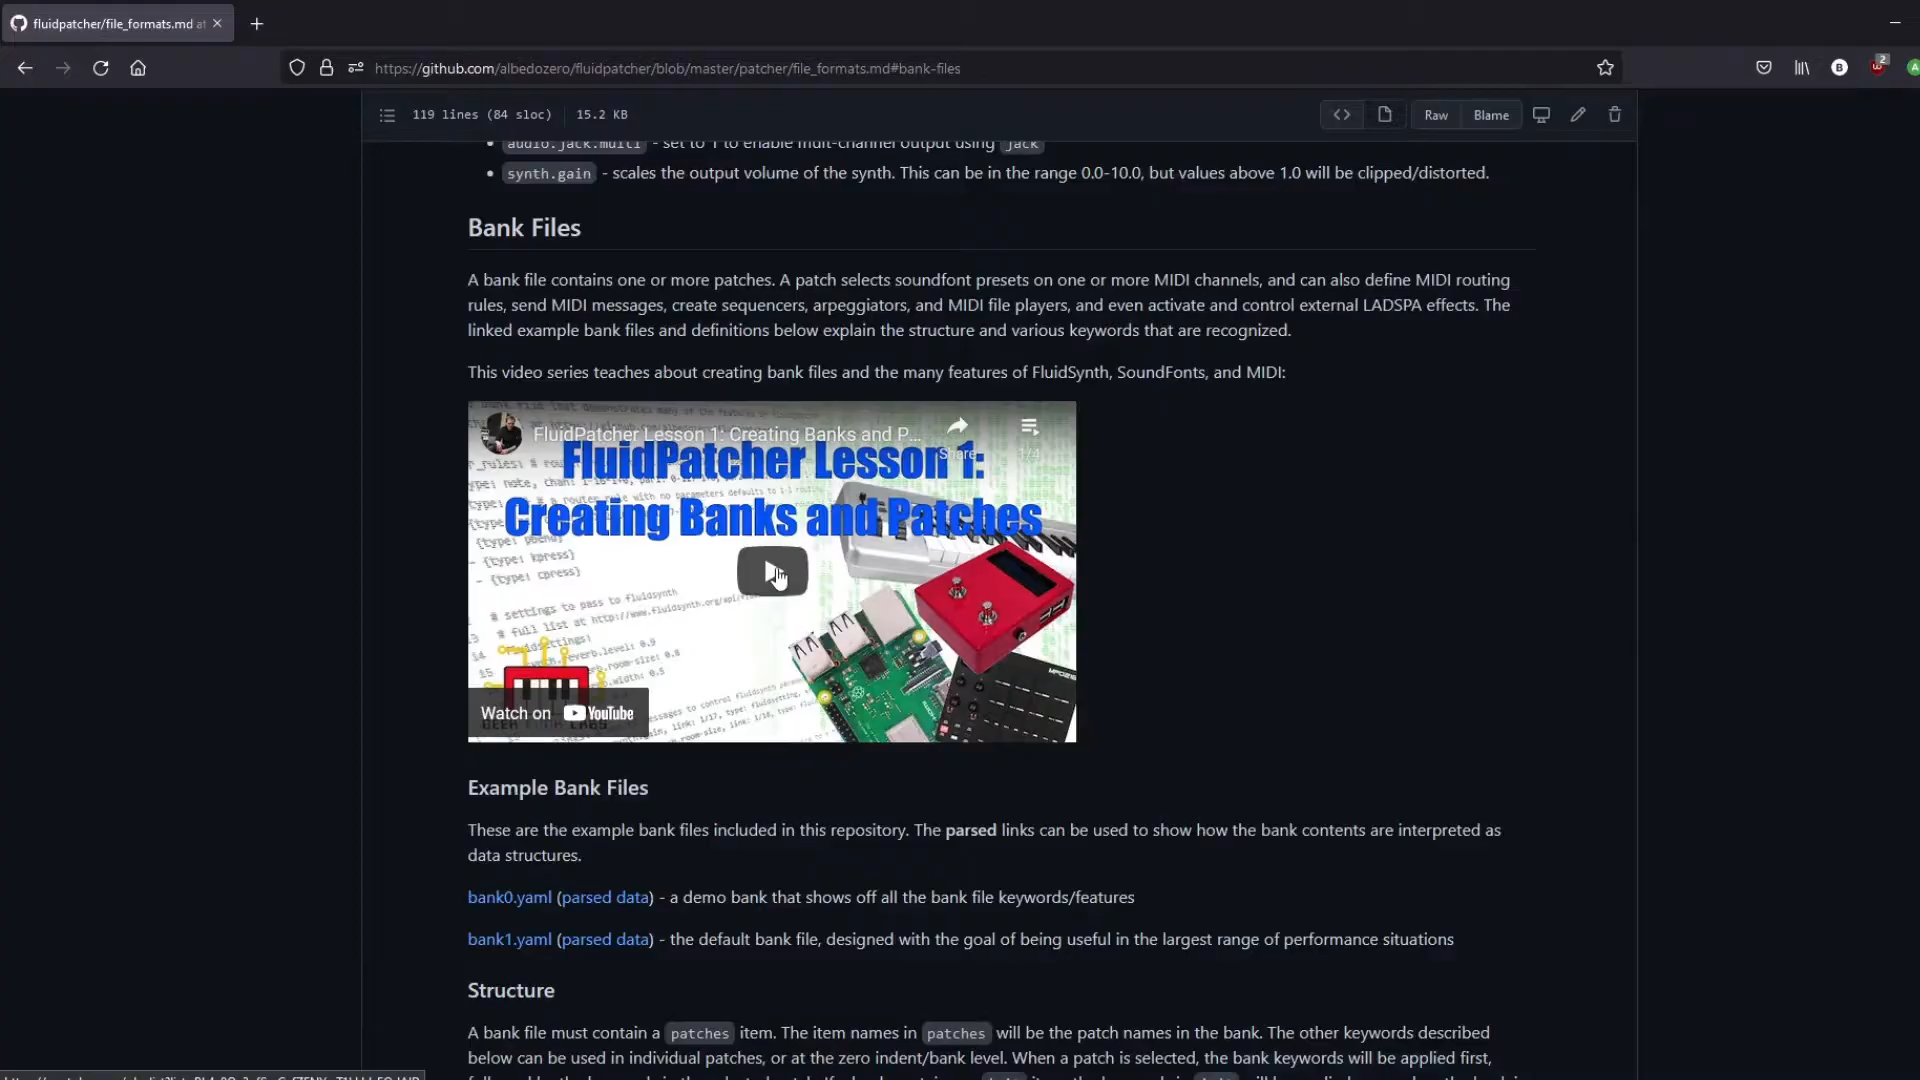 fluidpatcher/file_formats.md at
https://github.com/albedozero/fluidpatcher/blob/master/patcher/file_formats.md#bank-files
2
B
119 lines (84 sloc) 15.2 KB
Raw Blame
audio.jack.multi - set to 1 to enable mult-channel output using jack
synth.gain - scales the output volume of the synth. This can be in the range 0.0-10.0, but values above 1.0 will be clipped/distorted.
Bank Files
A bank file contains one or more patches. A patch selects soundfont presets on one or more MIDI channels, and can also define MIDI routing
rules, send MIDI messages, create sequencers, arpeggiators, and MIDI file players, and even activate and control external LADSPA effects. The
linked example bank files and definitions below explain the structure and various keywords that are recognized.
This video series teaches about creating bank files and the many features of FluidSynth, SoundFonts, and MIDI:
FluidPatcher Lesson 1: Creating Banks and P...
Share 1/4
FluidPatcher Lesson 1:
Creating Banks and Patches
{type: kpress}
- {type: cpress}
# settings to pass to fluidsynth
Watch on YouTube
Example Bank Files
These are the example bank files included in this repository. The parsed links can be used to show how the bank contents are interpreted as
data structures.
bank0.yaml (parsed data) - a demo bank that shows off all the bank file keywords/features
bank1.yaml (parsed data) - the default bank file, designed with the goal of being useful in the largest range of performance situations
Structure
A bank file must contain a patches item. The item names in patches will be the patch names in the bank. The other keywords described
below can be used in individual patches, or at the zero indent/bank level. When a patch is selected, the bank keywords will be applied first,